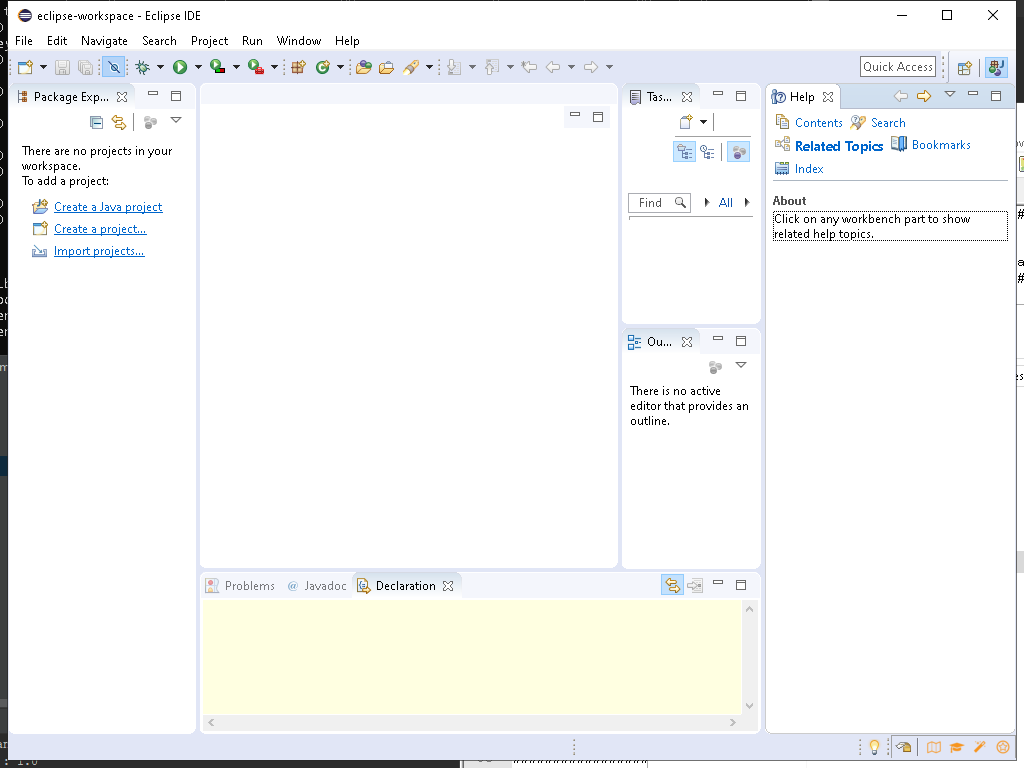 eclipse-workspace - Eclipse IDE
File Edit Navigate Search Project Run Window Help
Quick Access
Package Exp...
There are no projects in your
workspace.
To add a project:
Create a Java project
Create a project...
Import projects...
Tas...
Find
All
Ou...
There is no active
editor that provides an
outline.
Help
Contents Search
Related Topics Bookmarks
Index
About
Click on any workbench part to show
related help topics.
Problems @ Javadoc Declaration